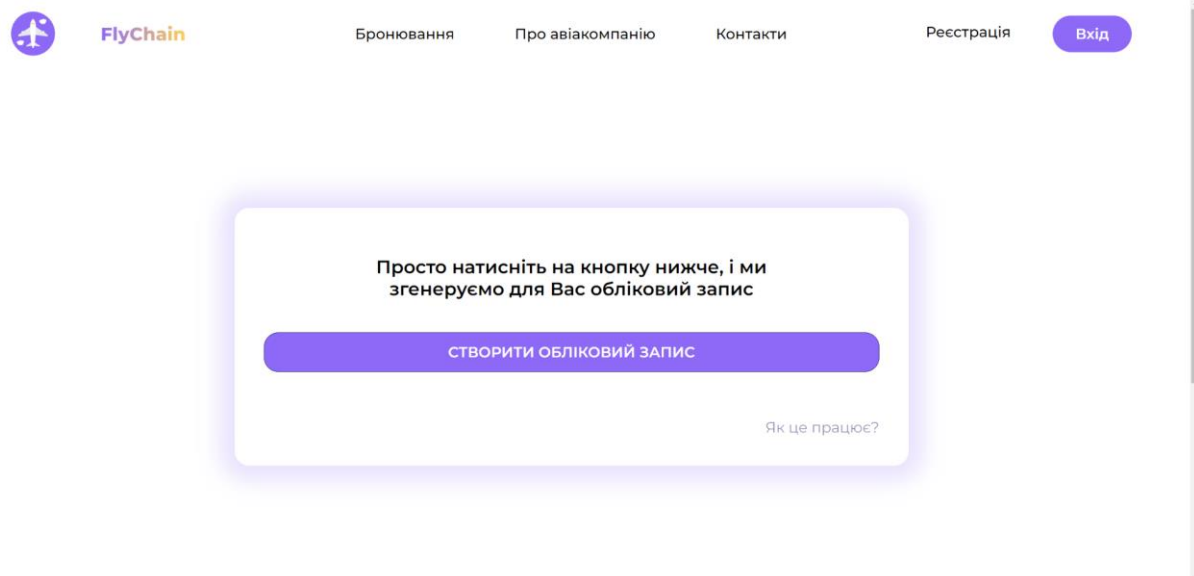 FlyChain
Бронювання
Про авіакомпанію
Контакти
Реєстрація
Вхід
Просто натисніть на кнопку нижче, і ми
згенеруємо для Вас обліковий запис
СТВОРИТИ ОБЛІКОВИЙ ЗАПИС
Як це працює?